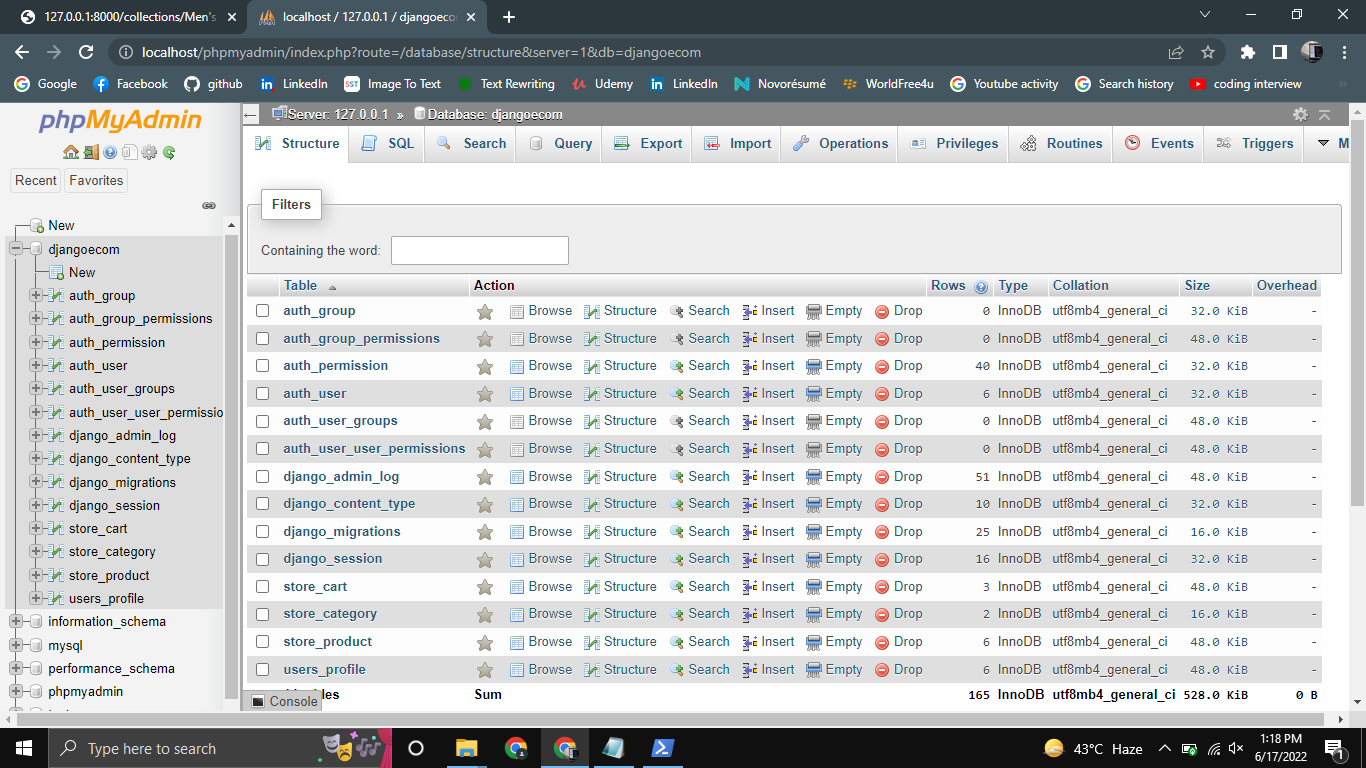 127.0.0.1:8000/collections/Men's
localhost / 127.0.0.1 / djangoeco
localhost/phpmyadmin/index.php?route=/database/structure&server=1&db=djangoecom
Google Facebook github LinkedIn Image To Text Text Rewriting Udemy LinkedIn Novorésumé WorldFree4u Youtube activity Search history coding interview
phpMyAdmin
Recent Favorites
New
djangoecom
New
auth_group
auth_group_permissions
auth_permission
auth_user
auth_user_groups
auth_user_user_permissio
django_admin_log
django_content_type
django_migrations
django_session
store_cart
store_category
store_product
users_profile
information_schema
mysql
performance_schema
phpmyadmin
Server: 127.0.0.1 » Database: djangoecom
Structure SQL Search Query Export Import Operations Privileges Routines Events Triggers M
Filters
Containing the word:
Table Action Rows Type Collation Size Overhead
auth_group Browse Structure Search Insert Empty Drop 0 InnoDB utf8mb4_general_ci 32.0 KiB -
auth_group_permissions Browse Structure Search Insert Empty Drop 0 InnoDB utf8mb4_general_ci 48.0 KiB -
auth_permission Browse Structure Search Insert Empty Drop 40 InnoDB utf8mb4_general_ci 32.0 KiB -
auth_user Browse Structure Search Insert Empty Drop 6 InnoDB utf8mb4_general_ci 32.0 KiB -
auth_user_groups Browse Structure Search Insert Empty Drop 0 InnoDB utf8mb4_general_ci 48.0 KiB -
auth_user_user_permissions Browse Structure Search Insert Empty Drop 0 InnoDB utf8mb4_general_ci 48.0 KiB -
django_admin_log Browse Structure Search Insert Empty Drop 51 InnoDB utf8mb4_general_ci 48.0 KiB -
django_content_type Browse Structure Search Insert Empty Drop 10 InnoDB utf8mb4_general_ci 32.0 KiB -
django_migrations Browse Structure Search Insert Empty Drop 25 InnoDB utf8mb4_general_ci 16.0 KiB -
django_session Browse Structure Search Insert Empty Drop 16 InnoDB utf8mb4_general_ci 32.0 KiB -
store_cart Browse Structure Search Insert Empty Drop 3 InnoDB utf8mb4_general_ci 48.0 KiB -
store_category Browse Structure Search Insert Empty Drop 2 InnoDB utf8mb4_general_ci 16.0 KiB -
store_product Browse Structure Search Insert Empty Drop 6 InnoDB utf8mb4_general_ci 48.0 KiB -
users_profile Browse Structure Search Insert Empty Drop 6 InnoDB utf8mb4_general_ci 48.0 KiB -
Sum 165 InnoDB utf8mb4_general_ci 528.0 KiB 0 B
Console
Type here to search
43°C Haze
1:18 PM
6/17/2022
1